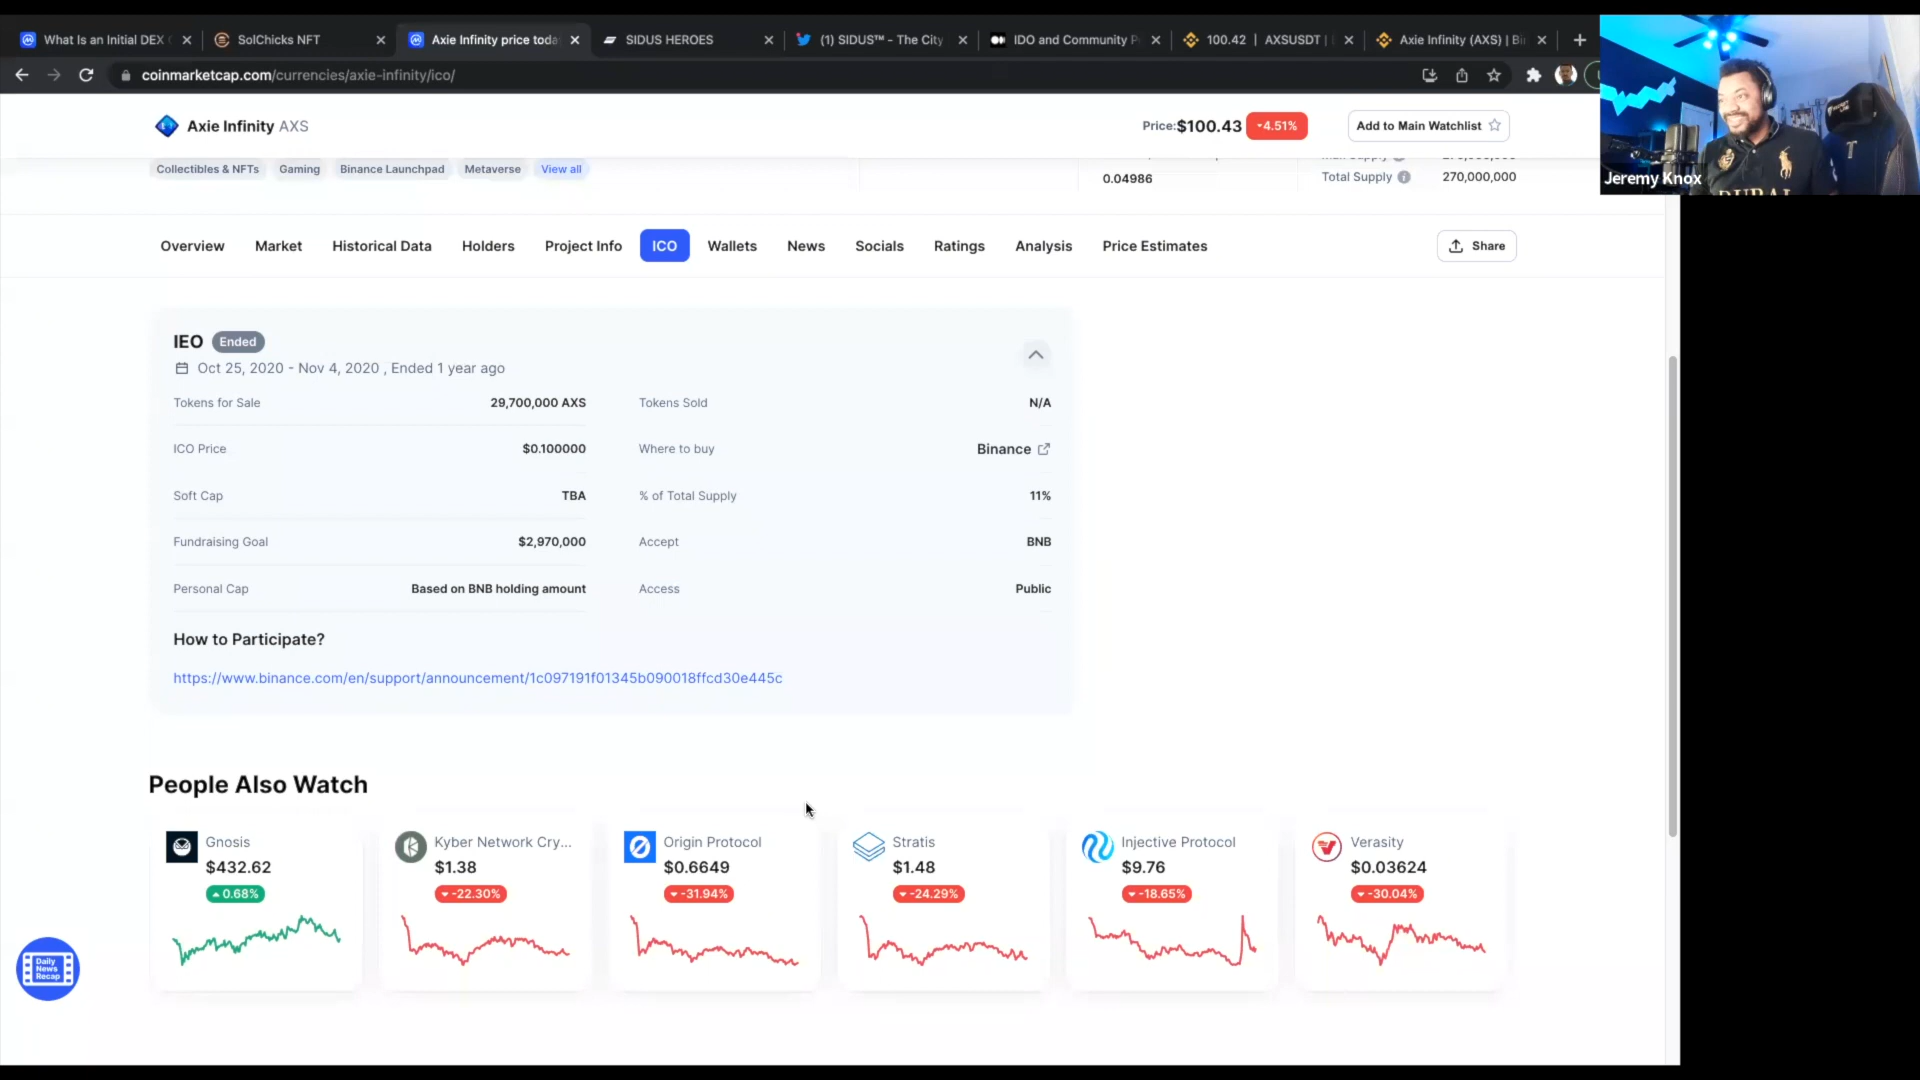 What Is an Initial DEX
SolChicks NFT
Axie Infinity price toda
SIDUS HEROES
(1) SIDUS™ - The City
IDO and Community P
100.42 | AXSUSDT |
Axie Infinity (AXS) | Bi
coinmarketcap.com/currencies/axie-infinity/ico/
Jeremy Knox
Axie Infinity AXS
Price:$100.43
-4.51%
Add to Main Watchlist
Collectibles & NFTs
Gaming
Binance Launchpad
Metaverse
View all
0.04986
Total Supply
270,000,000
Overview
Market
Historical Data
Holders
Project Info
ICO
Wallets
News
Socials
Ratings
Analysis
Price Estimates
Share
IEO Ended
Oct 25, 2020 - Nov 4, 2020 , Ended 1 year ago
Tokens for Sale 29,700,000 AXS
Tokens Sold N/A
ICO Price $0.100000
Where to buy Binance
Soft Cap TBA
% of Total Supply 11%
Fundraising Goal $2,970,000
Accept BNB
Personal Cap Based on BNB holding amount
Access Public
How to Participate?
https://www.binance.com/en/support/announcement/1c097191f01345b090018ffcd30e445c
People Also Watch
Gnosis
$432.62
0.68%
Kyber Network Cry...
$1.38
-22.30%
Origin Protocol
$0.6649
-31.94%
Stratis
$1.48
-24.29%
Injective Protocol
$9.76
-18.65%
Verasity
$0.03624
-30.04%
Daily
News
Recap